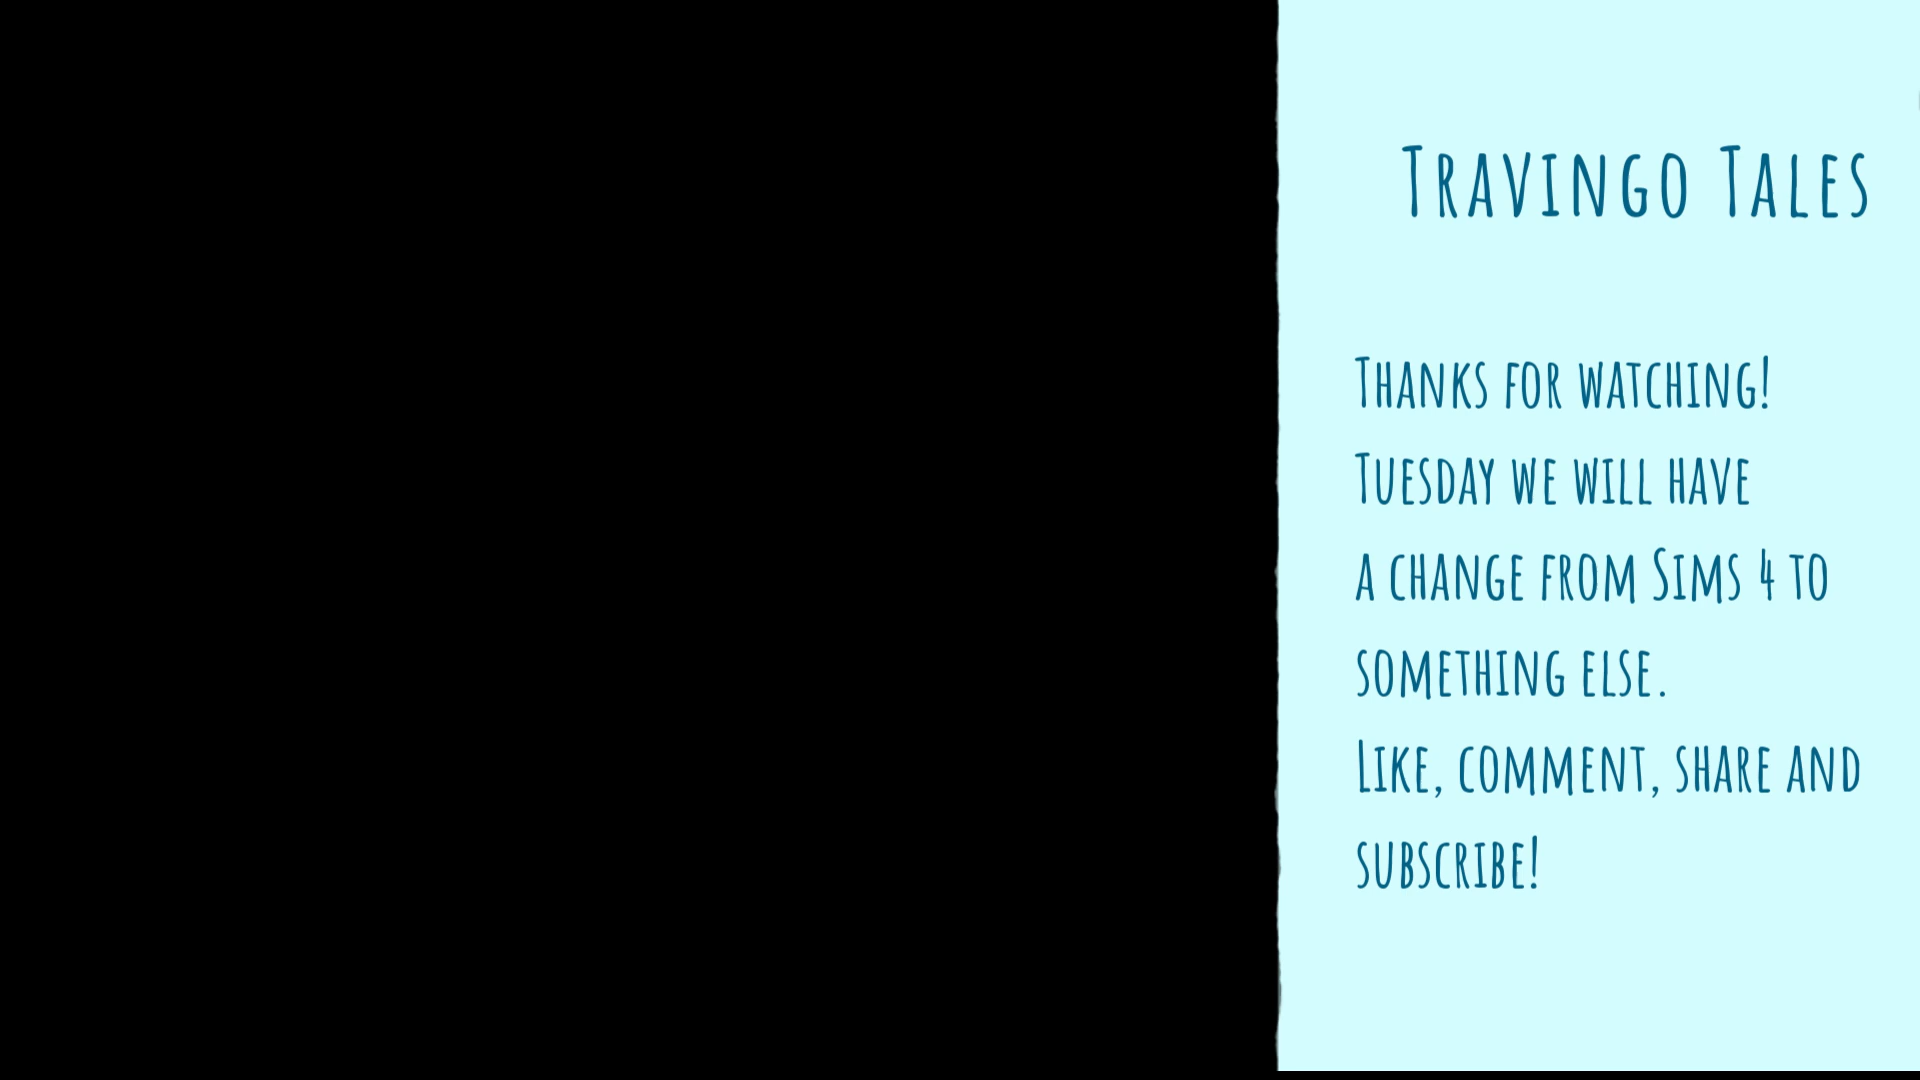 Travingo Tales
Thanks for watching!
Tuesday we will have
a change from Sims 4 to
something else.
Like, comment, share and
subscribe!